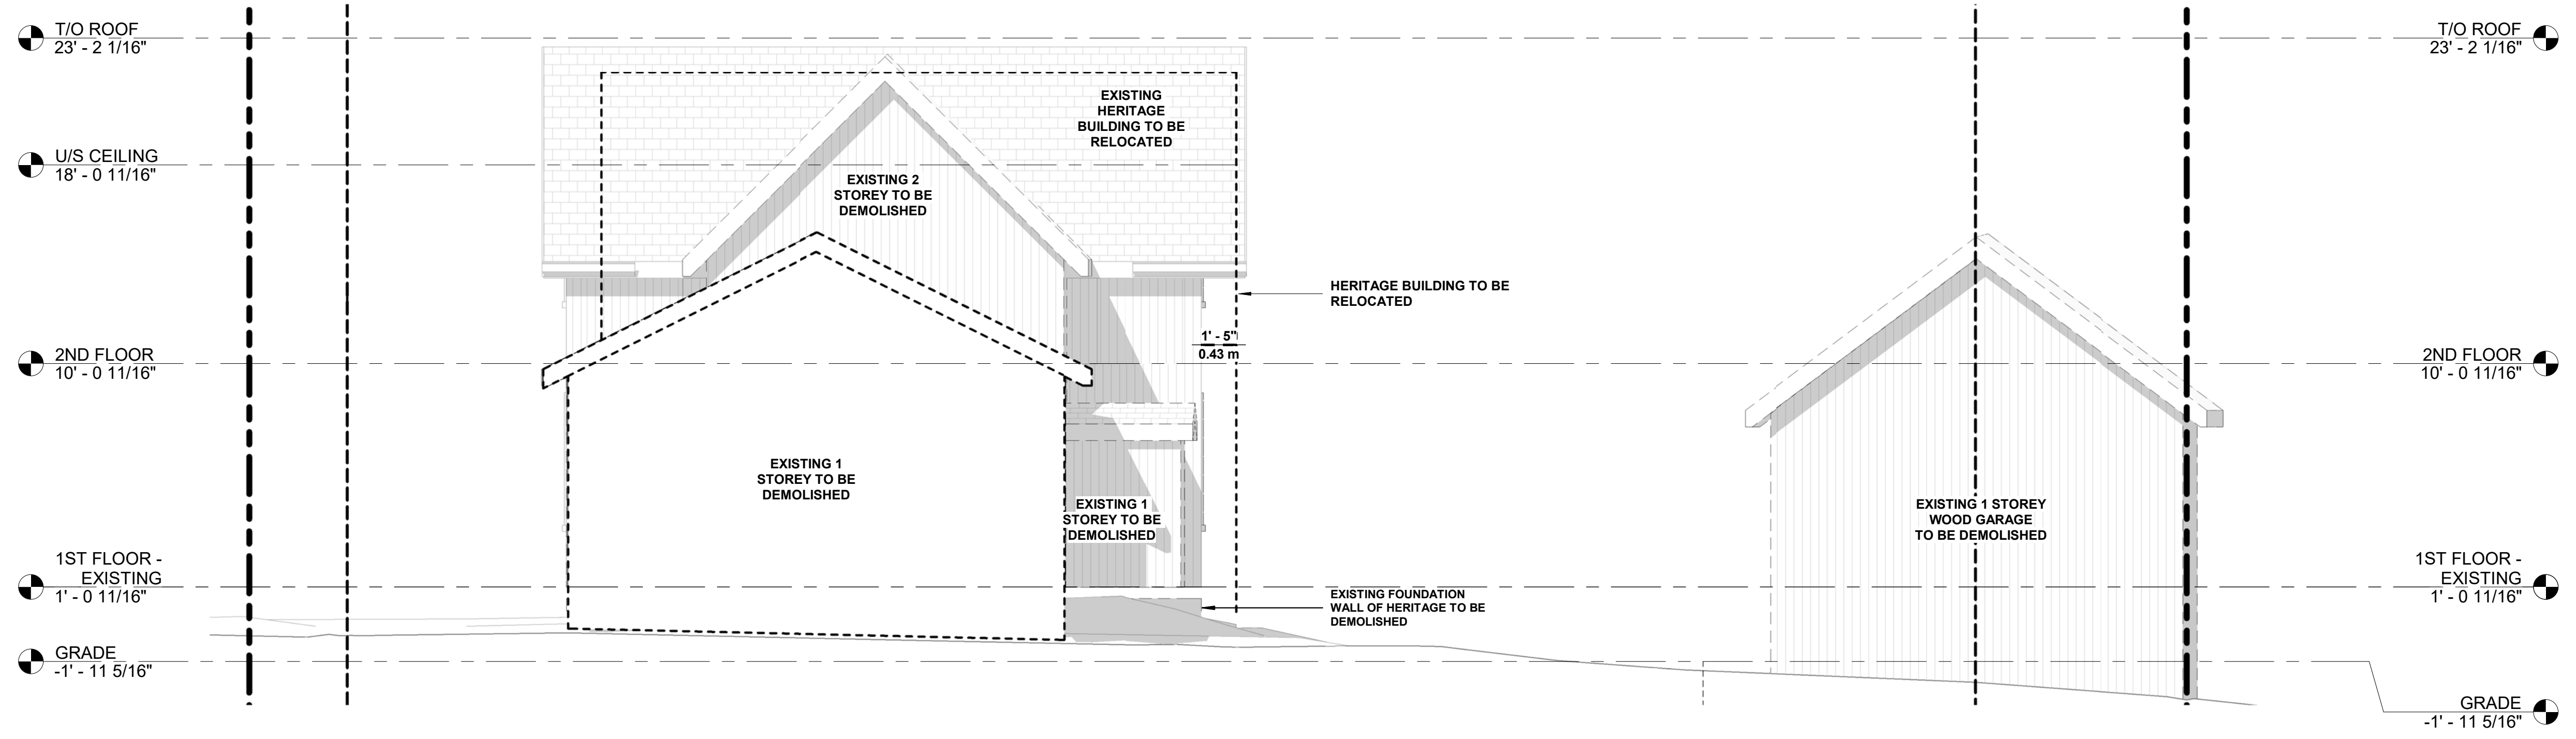 T/O ROOF
23' - 2 1/16"
U/S CEILING
18' - 0 11/16"
2ND FLOOR
10' - 0 11/16"
1ST FLOOR -
EXISTING
1' - 0 11/16"
GRADE
-1' - 11 5/16"
EXISTING
HERITAGE
BUILDING TO BE
RELOCATED
EXISTING 2
STOREY TO BE
DEMOLISHED
HERITAGE BUILDING TO BE
RELOCATED
1' - 5"
0.43 m
EXISTING 1
STOREY TO BE
DEMOLISHED
EXISTING 1
STOREY TO BE
DEMOLISHED
EXISTING FOUNDATION
WALL OF HERITAGE TO BE
DEMOLISHED
EXISTING 1 STOREY
WOOD GARAGE
TO BE DEMOLISHED
T/O ROOF
23' - 2 1/16"
2ND FLOOR
10' - 0 11/16"
1ST FLOOR -
EXISTING
1' - 0 11/16"
GRADE
-1' - 11 5/16"